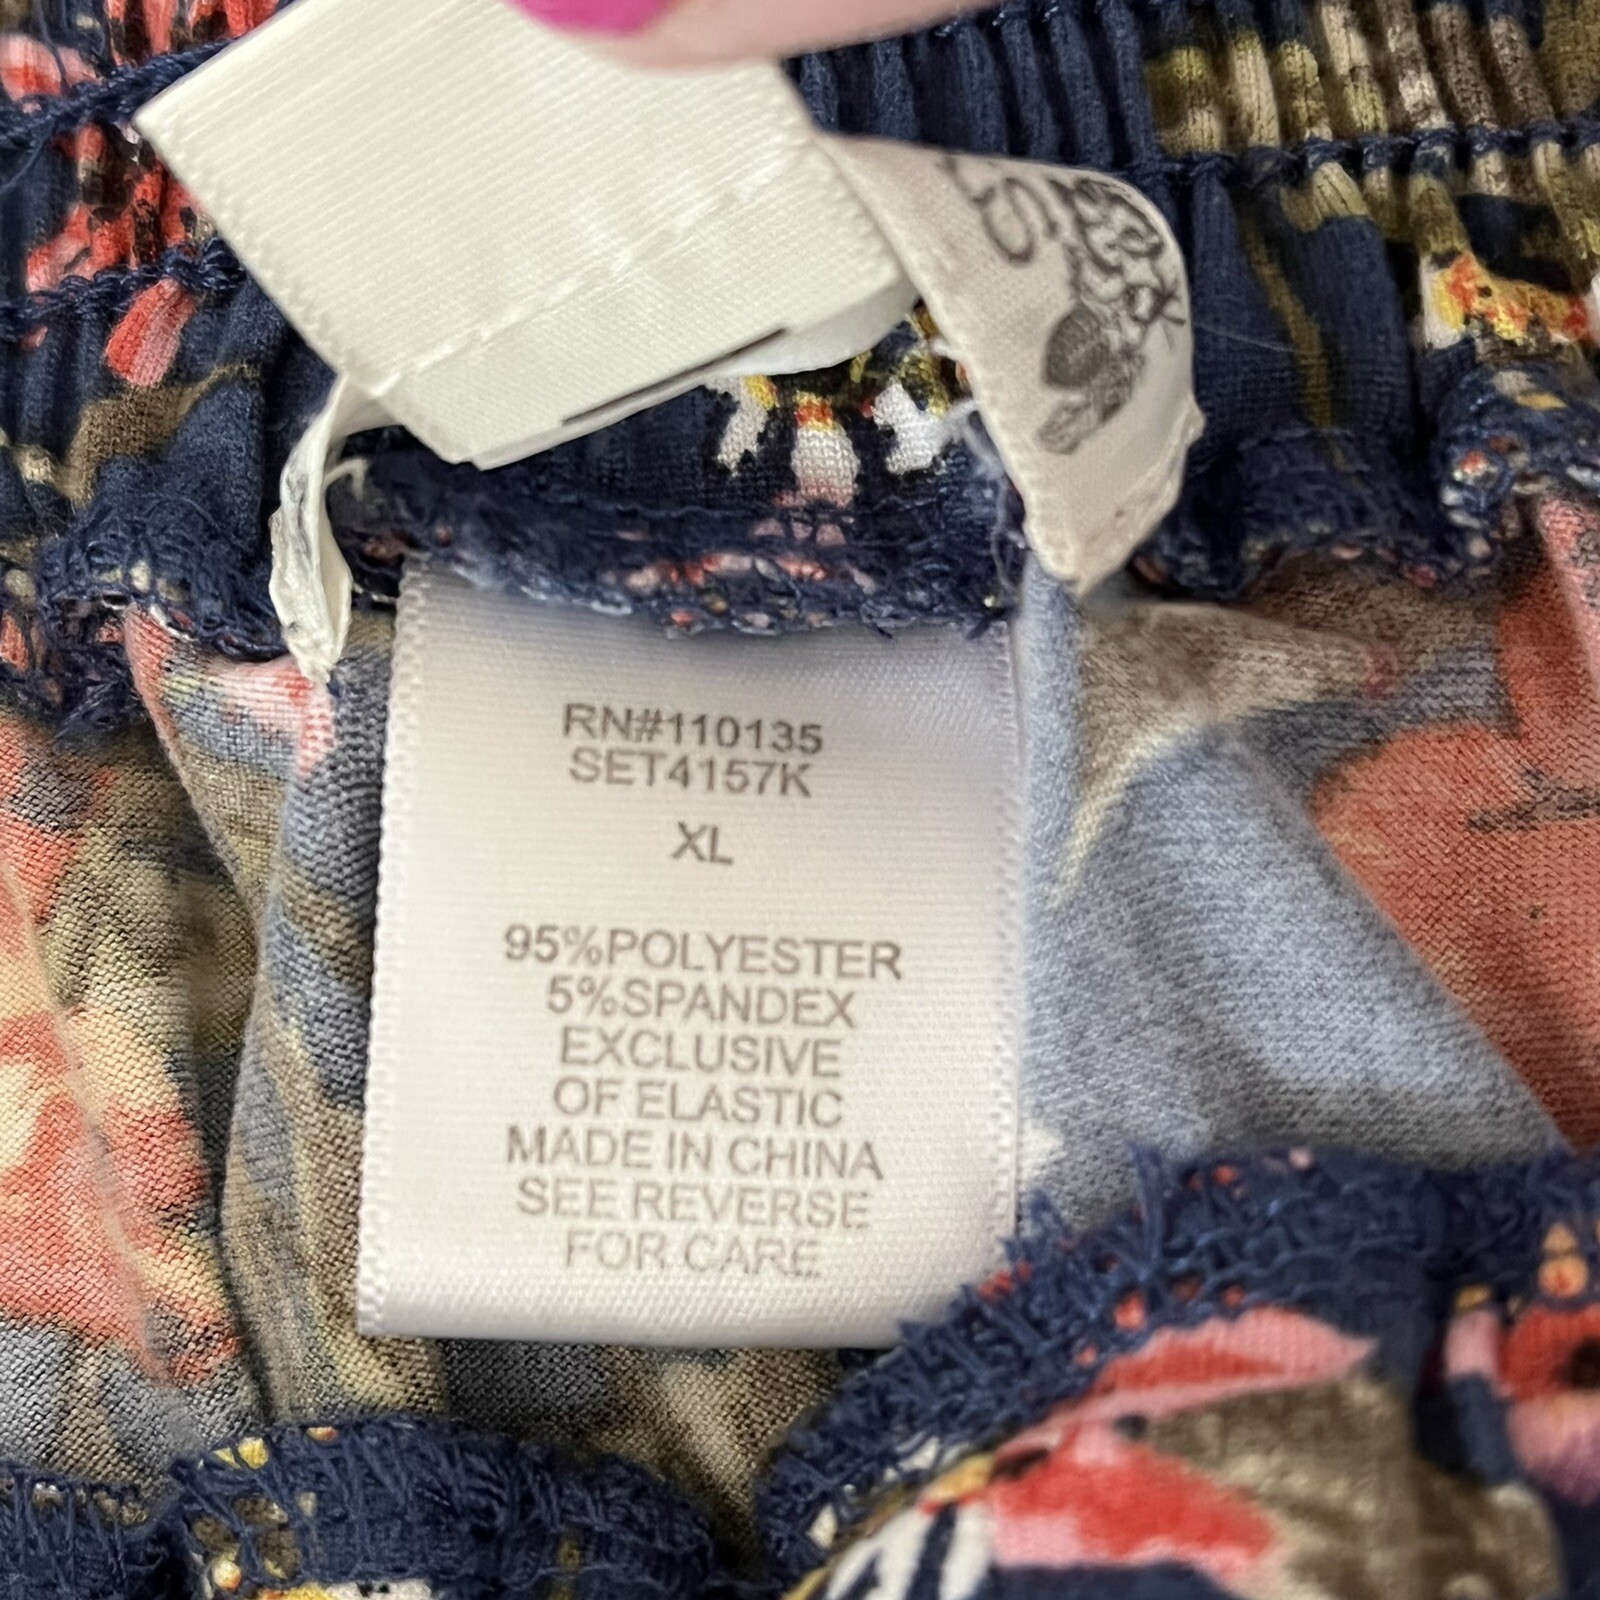 RN#110135
SET4157K
XL
95%POLYESTER
5%SPANDEX
EXCLUSIVE
OF ELASTIC
MADE IN CHINA
SEE REVERSE
FOR CARE